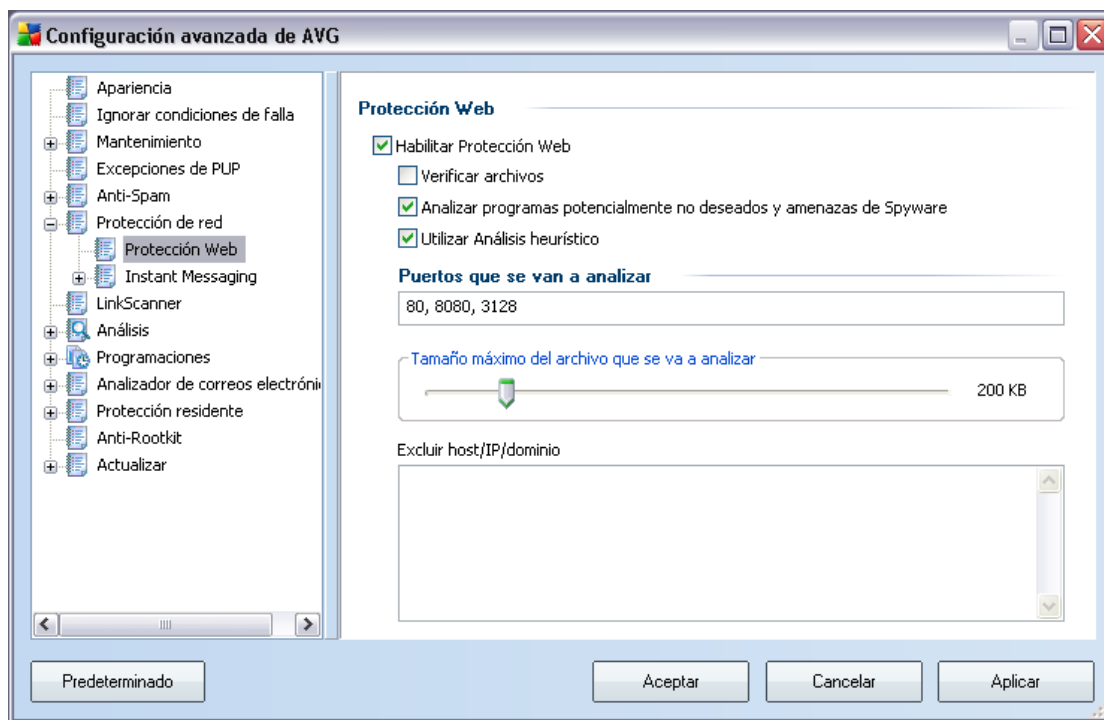 Configuración avanzada de AVG
Apariencia
Ignorar condiciones de falla
Mantenimiento
Excepciones de PUP
Anti-Spam
Protección de red
Protección Web
Instant Messaging
LinkScanner
Análisis
Programaciones
Analizador de correos electróni
Protección residente
Anti-Rootkit
Actualizar
Protección Web
Habilitar Protección Web
Verificar archivos
Analizar programas potencialmente no deseados y amenazas de Spyware
Utilizar Análisis heurístico
Puertos que se van a analizar
80, 8080, 3128
Tamaño máximo del archivo que se va a analizar
200 KB
Excluir host/IP/dominio
Predeterminado
Aceptar
Cancelar
Aplicar